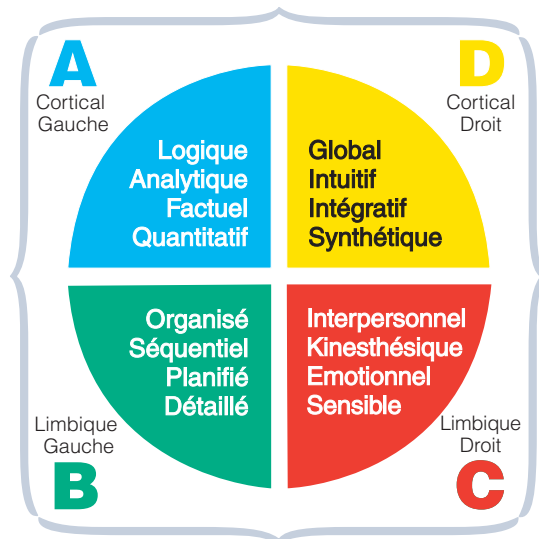 A
Cortical
Gauche
D
Cortical
Droit
Logique
Analytique
Factuel
Quantitatif
Global
Intuitif
Intégratif
Synthétique
Organisé
Séquentiel
Planifié
Détaillé
Interpersonnel
Kinesthésique
Emotionnel
Sensible
Limbique
Gauche
B
Limbique
Droit
C